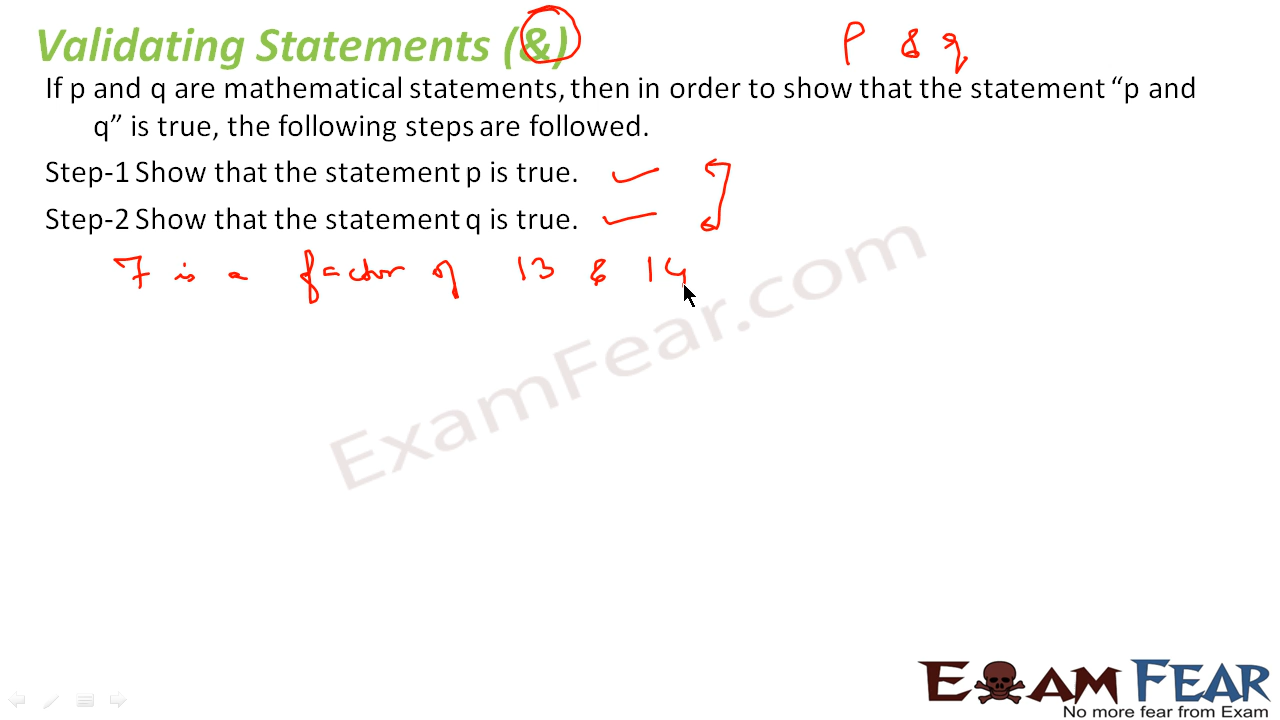 Validating Statements (&)
P & q
If p and q are mathematical statements, then in order to show that the statement “p and
q” is true, the following steps are followed.
Step-1 Show that the statement p is true.
Step-2 Show that the statement q is true.
7 is a factor of 13 & 14
ExamFear.com
EXAM FEAR
No more fear from Exam